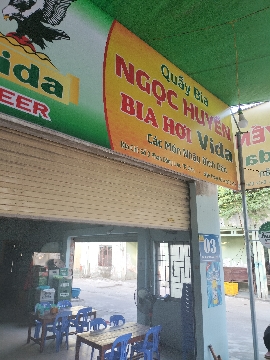 Vida
BEER
Quầy Bia
NGỌC HUYỀN
BIA HƠI Vida
Các Món Nhậu Bình Dân
03